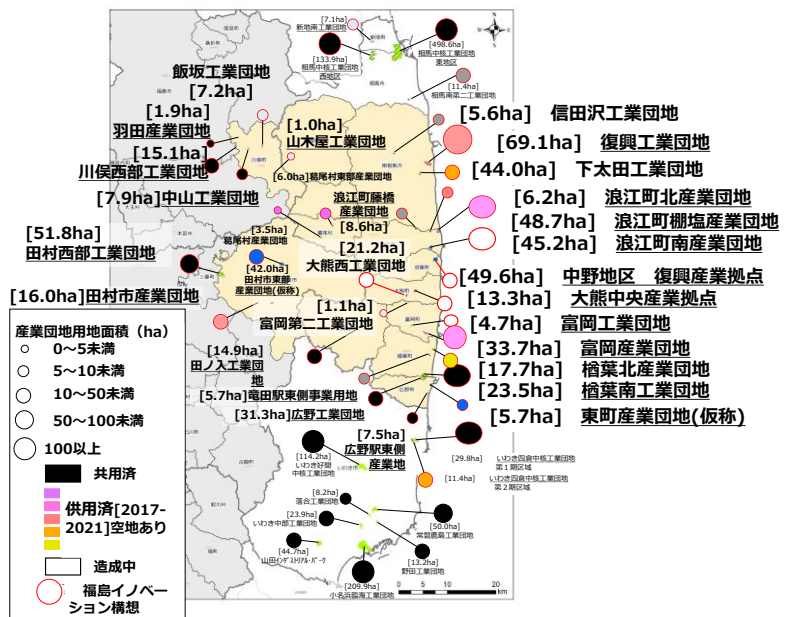 [7.1ha]
新地南工業団地
新地町
[133.9ha]
相馬中核工業団地
西地区
[498.6ha]
相馬中核工業団地
東地区
相馬市
[11.4ha]
相馬南第二工業団地
飯坂工業団地
[7.2ha]
[1.9ha]
羽田産業団地
[15.1ha]
川俣西部工業団地
[1.0ha]
山木屋工業団地
[6.0ha]葛尾村東部産業団地
[7.9ha]中山工業団地
浪江町藤橋
産業団地
[8.6ha]
[3.5ha]
葛尾村産業団地
[51.8ha]
田村西部工業団地
[42.0ha]
田村市東部
産業団地(仮称)
[21.2ha]
大熊西工業団地
[16.0ha]田村市産業団地
[1.1ha]
富岡第二工業団地
[14.9ha]
田ノ入工業団
地
[5.7ha]竜田駅東側事業用地
[31.3ha]広野工業団地
[7.5ha]
広野駅東側
産業団地
[5.6ha] 信田沢工業団地
[69.1ha] 復興工業団地
[44.0ha] 下太田工業団地
[6.2ha] 浪江町北産業団地
[48.7ha] 浪江町棚塩産業団地
[45.2ha] 浪江町南産業団地
[49.6ha] 中野地区 復興産業拠点
[13.3ha] 大熊中央産業拠点
[4.7ha] 富岡工業団地
[33.7ha] 富岡産業団地
[17.7ha] 楢葉北産業団地
[23.5ha] 楢葉南工業団地
[5.7ha] 東町産業団地(仮称)
[29.8ha]
いわき四倉中核工業団地
第1期区域
[11.4ha]
いわき四倉中核工業団地
第2期区域
[114.2ha]
いわき好間
中核工業団地
いわき市
[8.2ha]
落合工業団地
[23.9ha]
いわき中部工業団地
[44.7ha]
山田インダストリアル・パーク
[50.0ha]
常磐鹿島工業団地
[13.2ha]
野田工業団地
[209.9ha]
小名浜臨海工業団地
0 5 10 20
km
産業団地用地面積(ha)
0~5未満
5~10未満
10~50未満
50~100未満
100以上
共用済
供用済[2017-
2021]空地あり
造成中
福島イノベー
ション構想